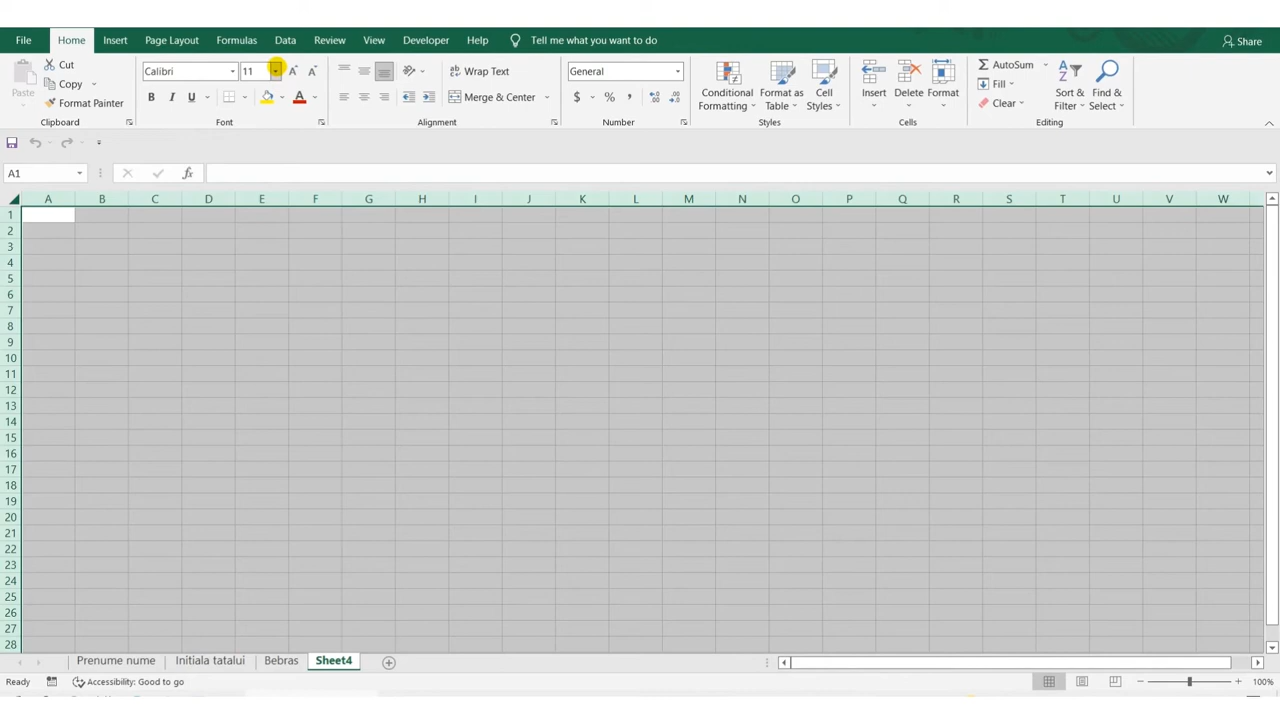 File Home Insert Page Layout Formulas Data Review View Developer Help Tell me what you want to do Share
Paste
Cut
Copy
Format Painter
Clipboard
Calibri 11
B I U
Font
Wrap Text
Merge & Center
Alignment
General
$ % ,
Number
Conditional Formatting
Format as Table
Cell Styles
Styles
Insert Delete Format
Cells
AutoSum
Fill
Clear
Sort & Filter
Find & Select
Editing
A1 fx
A B C D E F G H I J K L M N O P Q R S T U V W
1
2
3
4
5
6
7
8
9
10
11
12
13
14
15
16
17
18
19
20
21
22
23
24
25
26
27
28
Prenume nume Initiala tatalui Bebras Sheet4
Ready Accessibility: Good to go 100%